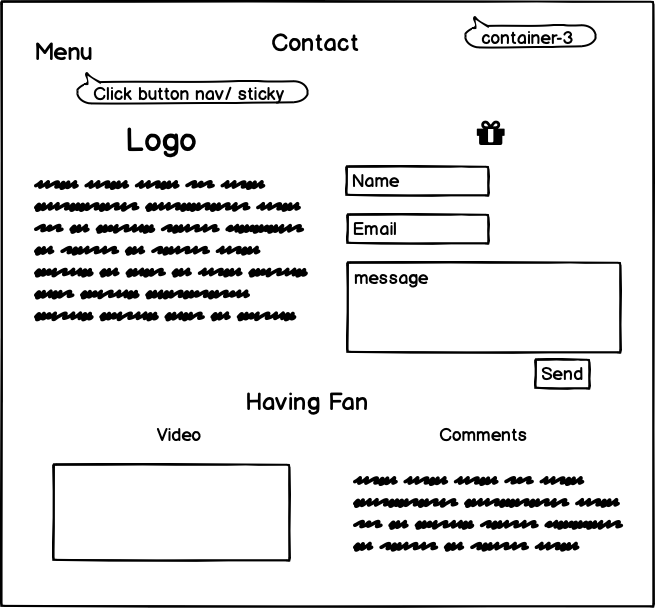 Menu
Contact
container-3
Click button nav/ sticky
Logo
Name
Email
message
Send
Having Fan
Video
Comments